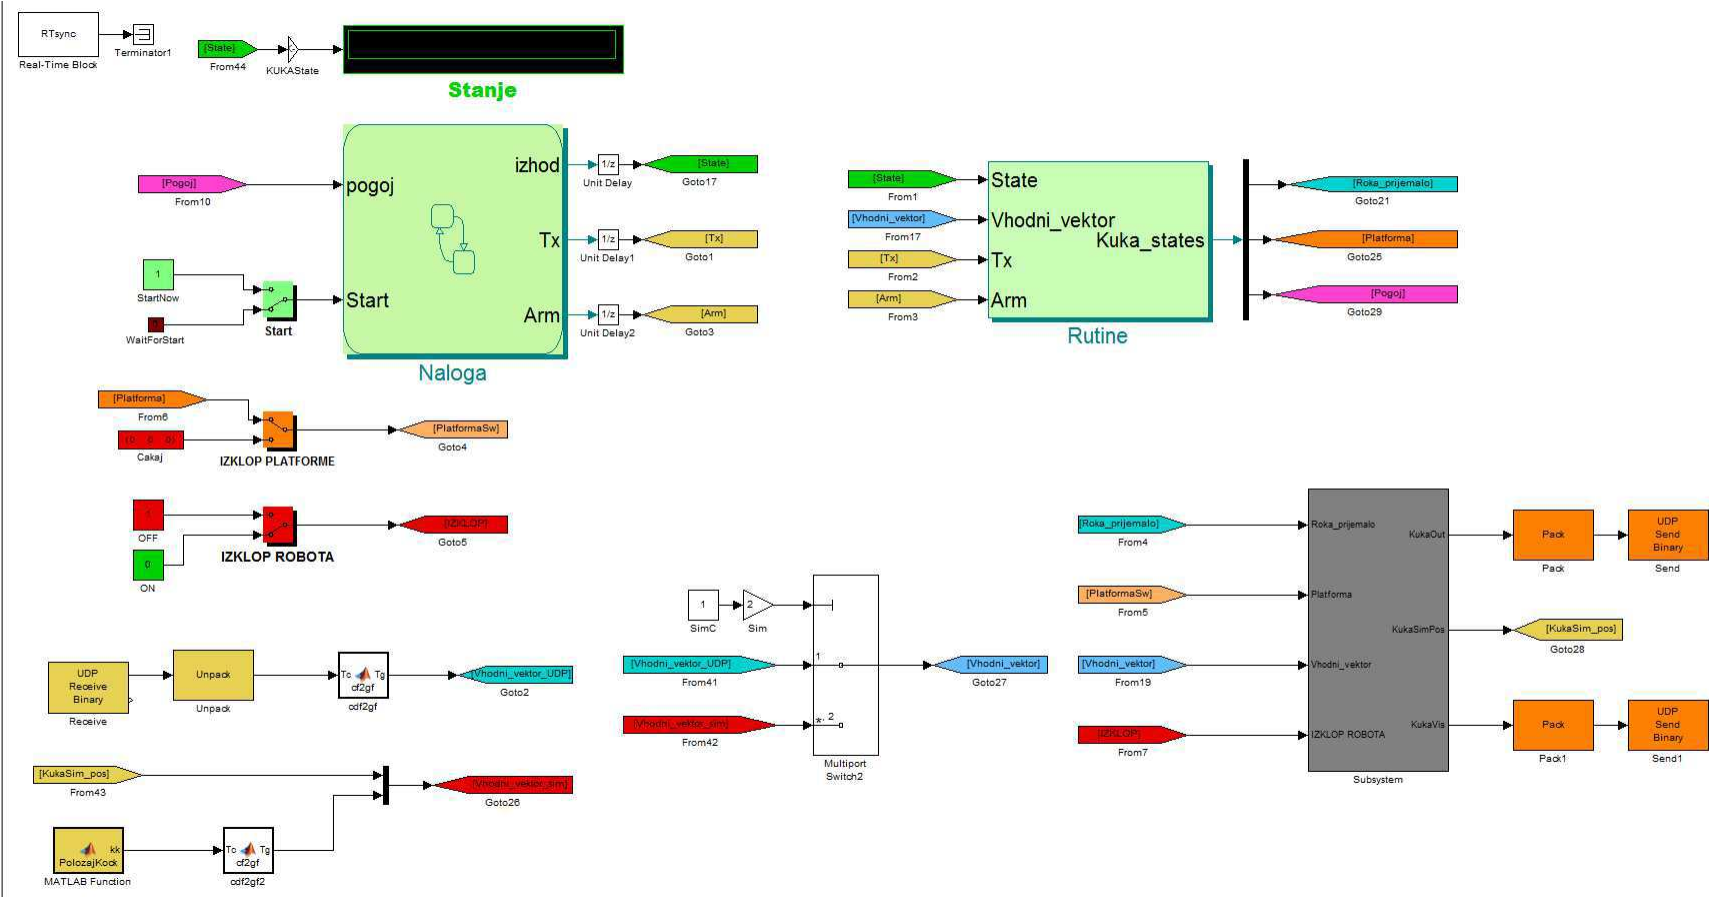 RTsync
Real-Time Block
Terminator1
[State]
From44
KUKAState
Stanje
[Pogoj]
From10
pogoj
izhod
1/z
Unit Delay
[State]
Goto17
Tx
1/z
Unit Delay1
[Tx]
Goto1
1
StartNow
WaitForStart
Start
Start
Arm
1/z
Unit Delay2
[Arm]
Goto3
Naloga
[State]
From1
State
[Vhodni_vektor]
From17
Vhodni_vektor
[Tx]
From2
Tx
[Arm]
From3
Arm
Kuka_states
Rutine
[Roka_prijemalo]
Goto21
[Platforma]
Goto25
[Pogoj]
Goto29
[Platforma]
From6
[0 0 0]
Cakaj
IZKLOP PLATFORME
[PlatformaSw]
Goto4
1
OFF
0
ON
IZKLOP ROBOTA
[IZKLOP]
Goto5
UDP
Receive
Binary
Receive
Unpack
Unpack
Tc Tg
cf2gf
cdf2gf
[Vhodni_vektor_UDP]
Goto2
[KukaSim_pos]
From43
[Vhodni_vektor_sim]
Goto26
kk
PolozajKock
MATLAB Function
Tc Tg
cf2gf
cdf2gf2
1
SimC
2
Sim
[Vhodni_vektor_UDP]
From41
1
[Vhodni_vektor_sim]
From42
*, 2
Multiport
Switch2
[Vhodni_vektor]
Goto27
[Roka_prijemalo]
From4
Roka_prijemalo
[PlatformaSw]
From5
Platforma
[Vhodni_vektor]
From19
Vhodni_vektor
[IZKLOP]
From7
IZKLOP ROBOTA
KukaOut
KukaSimPos
KukaVis
Subsystem
Pack
Pack
UDP
Send
Binary
Send
[KukaSim_pos]
Goto28
Pack
Pack1
UDP
Send
Binary
Send1